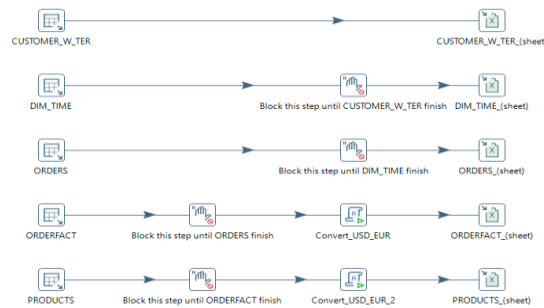 CUSTOMER_W_TER
CUSTOMER_W_TER_(sheet
DIM_TIME
Block this step until CUSTOMER_W_TER finish
DIM_TIME_(sheet)
ORDERS
Block this step until DIM_TIME finish
ORDERS_(sheet)
ORDERFACT
Block this step until ORDERS finish
Convert_USD_EUR
ORDERFACT_(sheet)
PRODUCTS
Block this step until ORDERFACT finish
Convert_USD_EUR_2
PRODUCTS_(sheet)